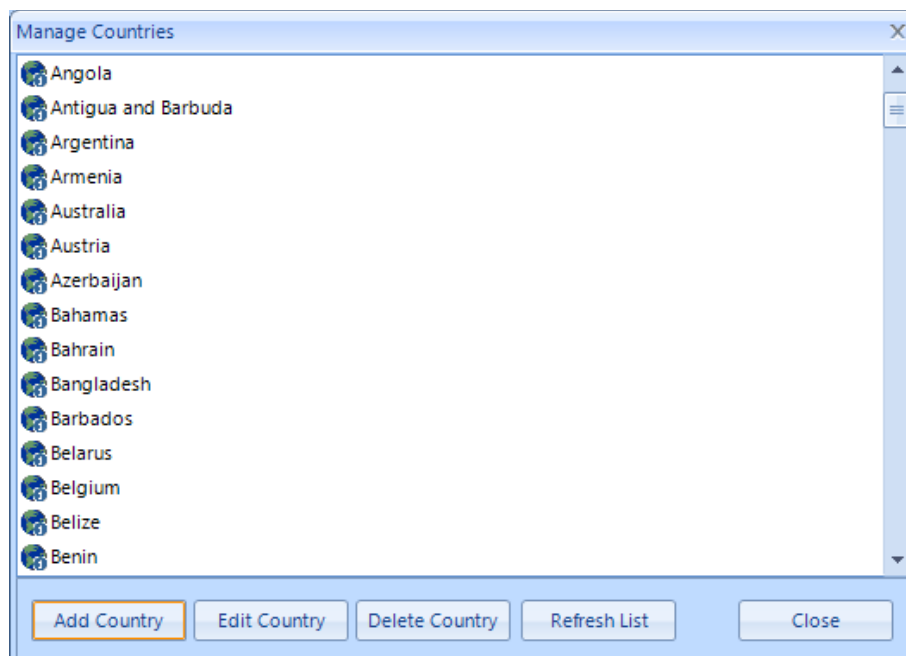 Manage Countries
Angola
Antigua and Barbuda
Argentina
Armenia
Australia
Austria
Azerbaijan
Bahamas
Bahrain
Bangladesh
Barbados
Belarus
Belgium
Belize
Benin
Add Country Edit Country Delete Country Refresh List Close